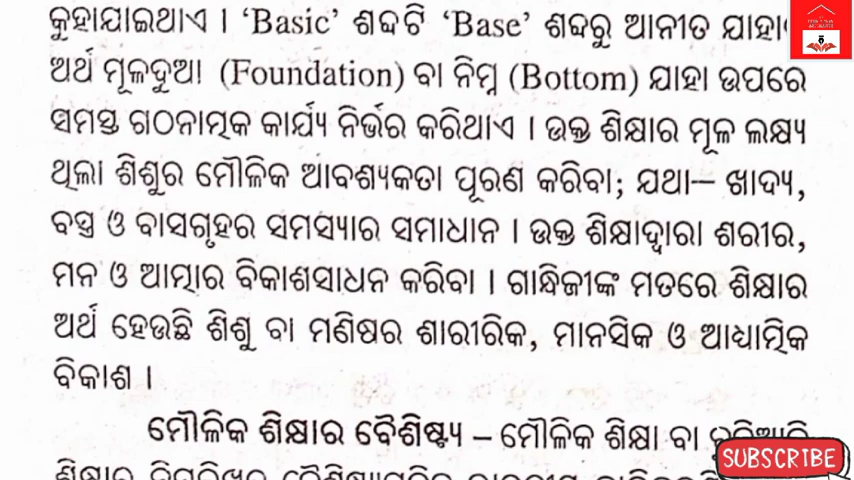 କୁହାଯାଇଥାଏ । ‘Basic’ ଶବ୍ଦଟି ‘Base’ ଶବ୍ଦରୁ ଆନୀତ
ଅର୍ଥ ମୂଳଦୁଆ (Foundation) ବା ନିମ୍ନ (Bottom) ଯାହା ଉପରେ
ସମସ୍ତ ଗଠନାତ୍ମକ କାର୍ଯ୍ୟ ନିର୍ଭର କରିଥାଏ । ଉକ୍ତ ଶିକ୍ଷାର ମୂଳ ଲକ୍ଷ୍ୟ
ଥିଲା ଶିଶୁର ମୌଳିକ ଆବଶ୍ୟକତା ପୂରଣ କରିବା; ଯଥା— ଖାଦ୍ୟ,
ବସ୍ତ୍ର ଓ ବାସଗୃହର ସମସ୍ୟାର ସମାଧାନ । ଉକ୍ତ ଶିକ୍ଷାଦ୍ୱାରା ଶରୀର,
ମନ ଓ ଆତ୍ମାର ବିକାଶସାଧନ କରିବା । ଗାନ୍ଧିଜୀଙ୍କ ମତରେ ଶିକ୍ଷାର
ଅର୍ଥ ହେଉଛି ଶିଶୁ ବା ମଣିଷର ଶାରୀରିକ, ମାନସିକ ଓ ଆଧ୍ୟାତ୍ମିକ
ବିକାଶ ।
ମୌଳିକ ଶିକ୍ଷାର ବୈଶିଷ୍ଟ୍ୟ – ମୌଳିକ ଶିକ୍ଷା ବା
SUBSCRIBE